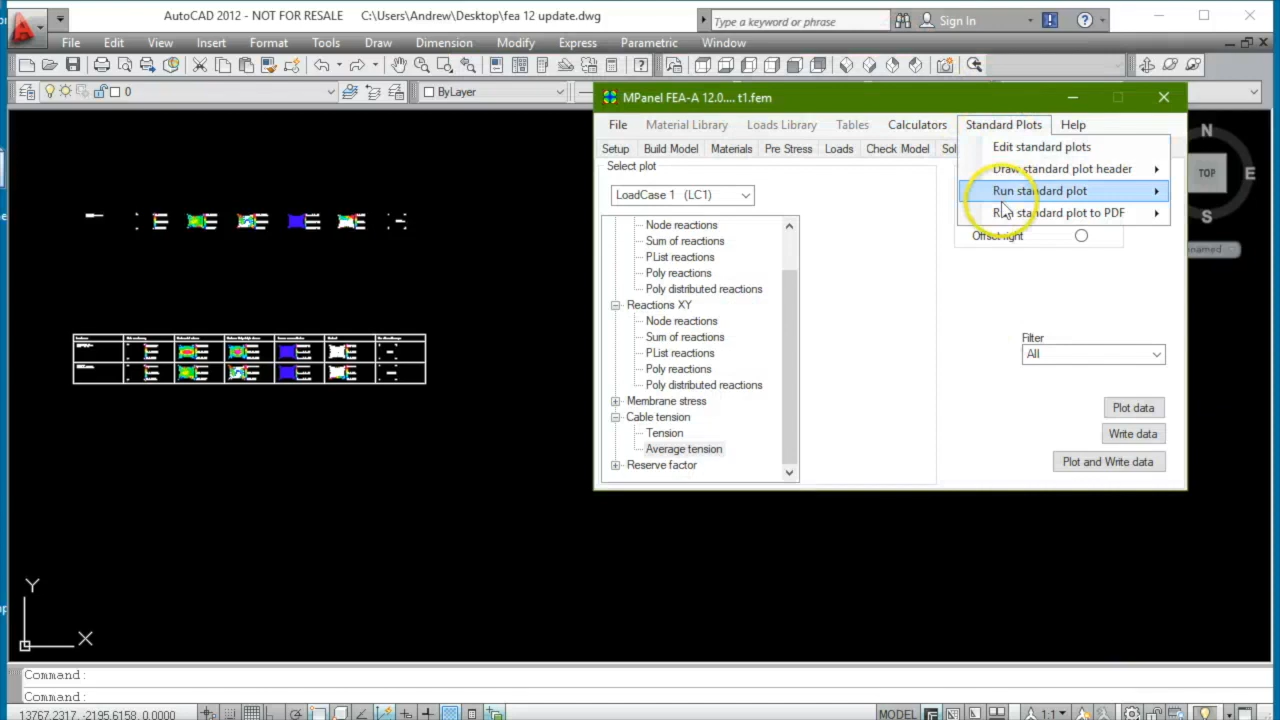 AutoCAD 2012 - NOT FOR RESALE C:\Users\Andrew\Desktop\fea 12 update.dwg
Type a keyword or phrase
Sign In
File Edit View Insert Format Tools Draw Dimension Modify Express Parametric Window
0
ByLayer
MPanel FEA-A 12.0.... t1.fem
File Material Library Loads Library Tables Calculators Standard Plots Help
Setup Build Model Materials Pre Stress Loads Check Model
Select plot
LoadCase 1 (LC1)
Edit standard plots
Draw standard plot header
Run standard plot
Run standard plot to PDF
Offset right
Node reactions
Sum of reactions
PList reactions
Poly reactions
Poly distributed reactions
Reactions XY
Node reactions
Sum of reactions
PList reactions
Poly reactions
Poly distributed reactions
Membrane stress
Cable tension
Tension
Average tension
Reserve factor
Filter
All
Plot data
Write data
Plot and Write data
N
TOP
E
S
Y
X
Command:
Command:
13767.2317, -2195.6158, 0.0000
MODEL
1:1